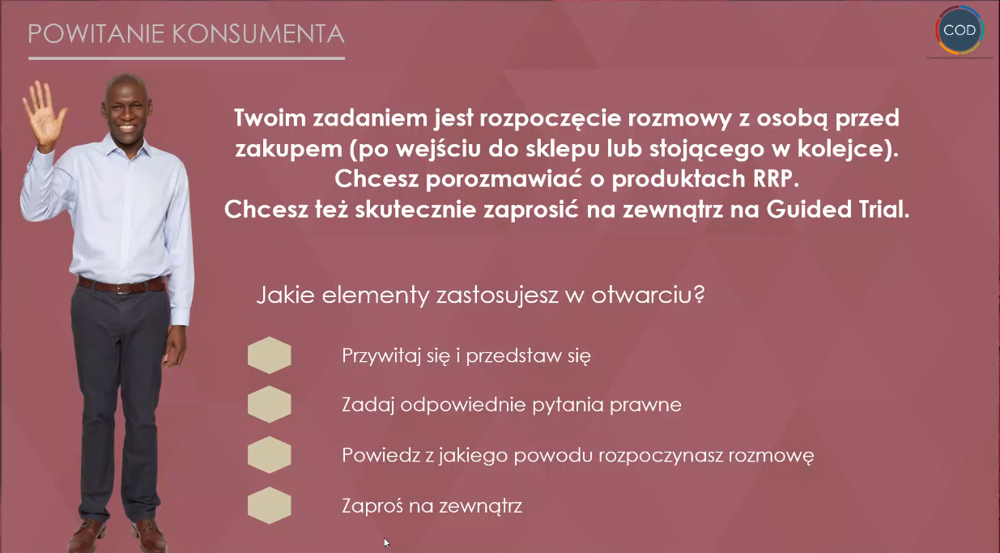 POWITANIE KONSUMENTA
COD
Twoim zadaniem jest rozpoczęcie rozmowy z osobą przed
zakupem (po wejściu do sklepu lub stojącego w kolejce).
Chcesz porozmawiać o produktach RRP.
Chcesz też skutecznie zaprosić na zewnątrz na Guided Trial.
Jakie elementy zastosujesz w otwarciu?
Przywitaj się i przedstaw się
Zadaj odpowiednie pytania prawne
Powiedz z jakiego powodu rozpoczynasz rozmowę
Zaproś na zewnątrz